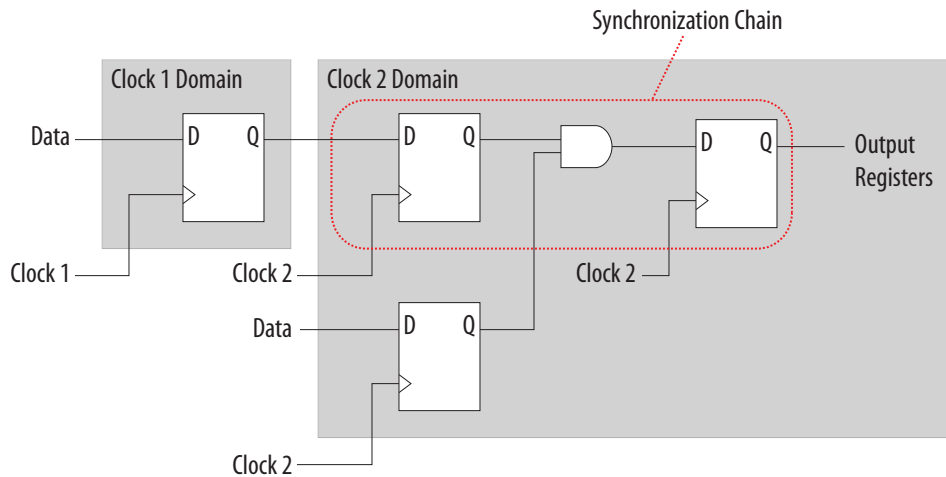 Synchronization Chain
Clock 1 Domain
Clock 2 Domain
Data
D Q
D Q
D Q
Output
Registers
Clock 1
Clock 2
Clock 2
Data
D Q
Clock 2